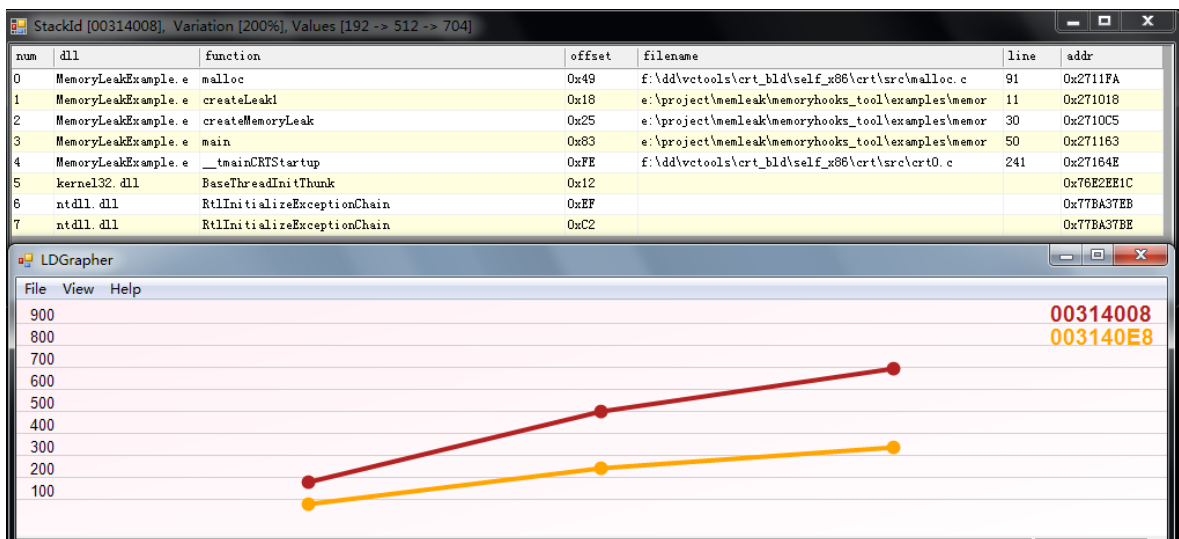 StackId [00314008], Variation [200%], Values [192 -> 512 -> 704]
num dll function offset filename line addr
0 MemoryLeakExample.e malloc 0x49 f:\dd\vctools\crt_bld\self_x86\crt\src\malloc.c 91 0x2711FA
1 MemoryLeakExample.e createLeak1 0x18 e:\project\memleak\memoryhooks_tool\examples\memor 11 0x271018
2 MemoryLeakExample.e createMemoryLeak 0x25 e:\project\memleak\memoryhooks_tool\examples\memor 30 0x2710C5
3 MemoryLeakExample.e main 0x83 e:\project\memleak\memoryhooks_tool\examples\memor 50 0x271163
4 MemoryLeakExample.e __tmainCRTStartup 0xFE f:\dd\vctools\crt_bld\self_x86\crt\src\crt0.c 241 0x27164E
5 kernel32.dll BaseThreadInitThunk 0x12 0x76E2EE1C
6 ntdll.dll RtlInitializeExceptionChain 0xEF 0x77BA37EB
7 ntdll.dll RtlInitializeExceptionChain 0xC2 0x77BA37BE
LDGrapher
File View Help
900 00314008
800 003140E8
700
600
500
400
300
200
100